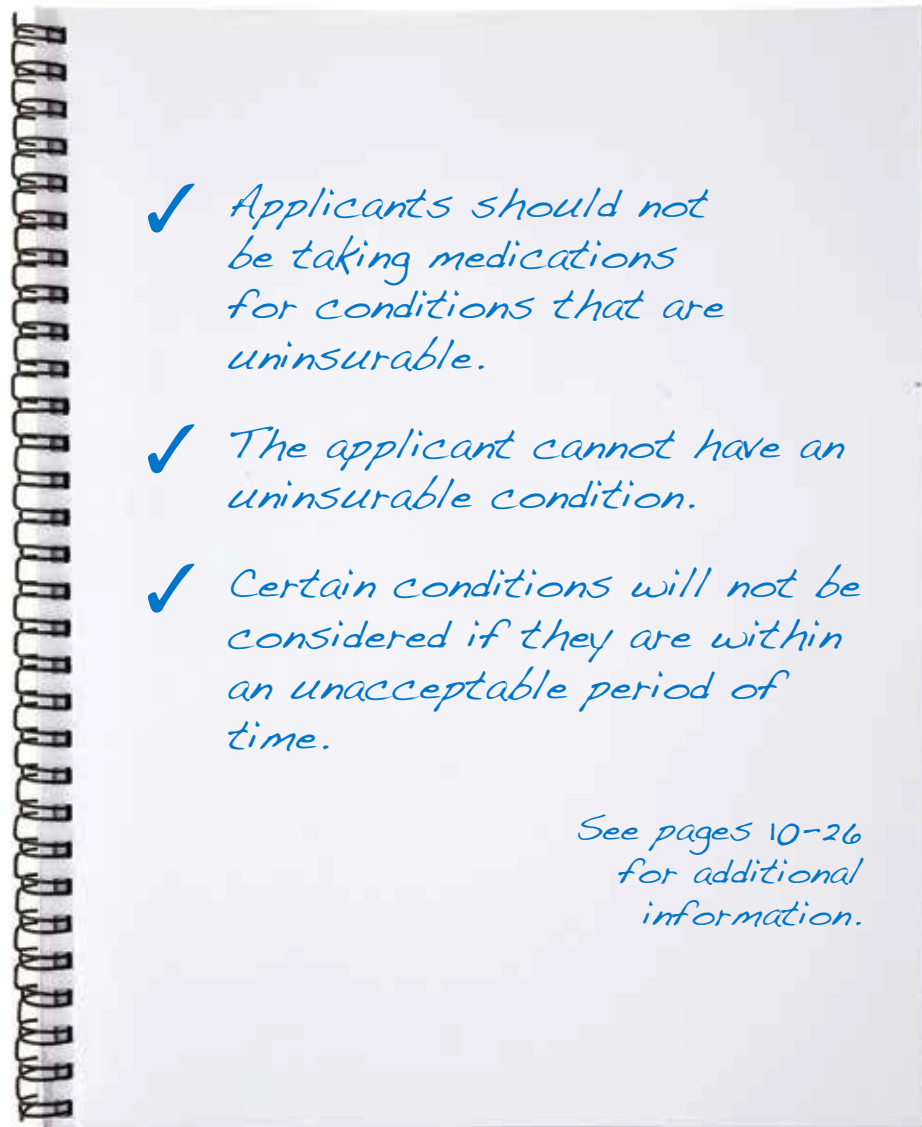 ✓ Applicants should not
be taking medications
for conditions that are
uninsurable.
✓ The applicant cannot have an
uninsurable condition.
✓ Certain conditions will not be
considered if they are within
an unacceptable period of
time.
See pages 10-26
for additional
information.